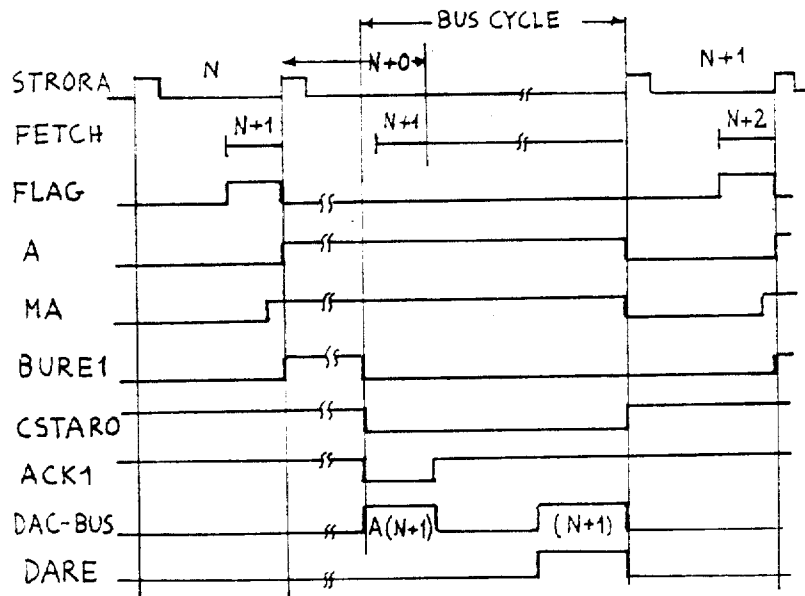 BUS CYCLE
N
N+0
N+1
STRORA
FETCH
N+1
N+1
N+2
FLAG
A
MA
BURE1
CSTARO
ACK1
DAC-BUS
A(N+1)
(N+1)
DARE